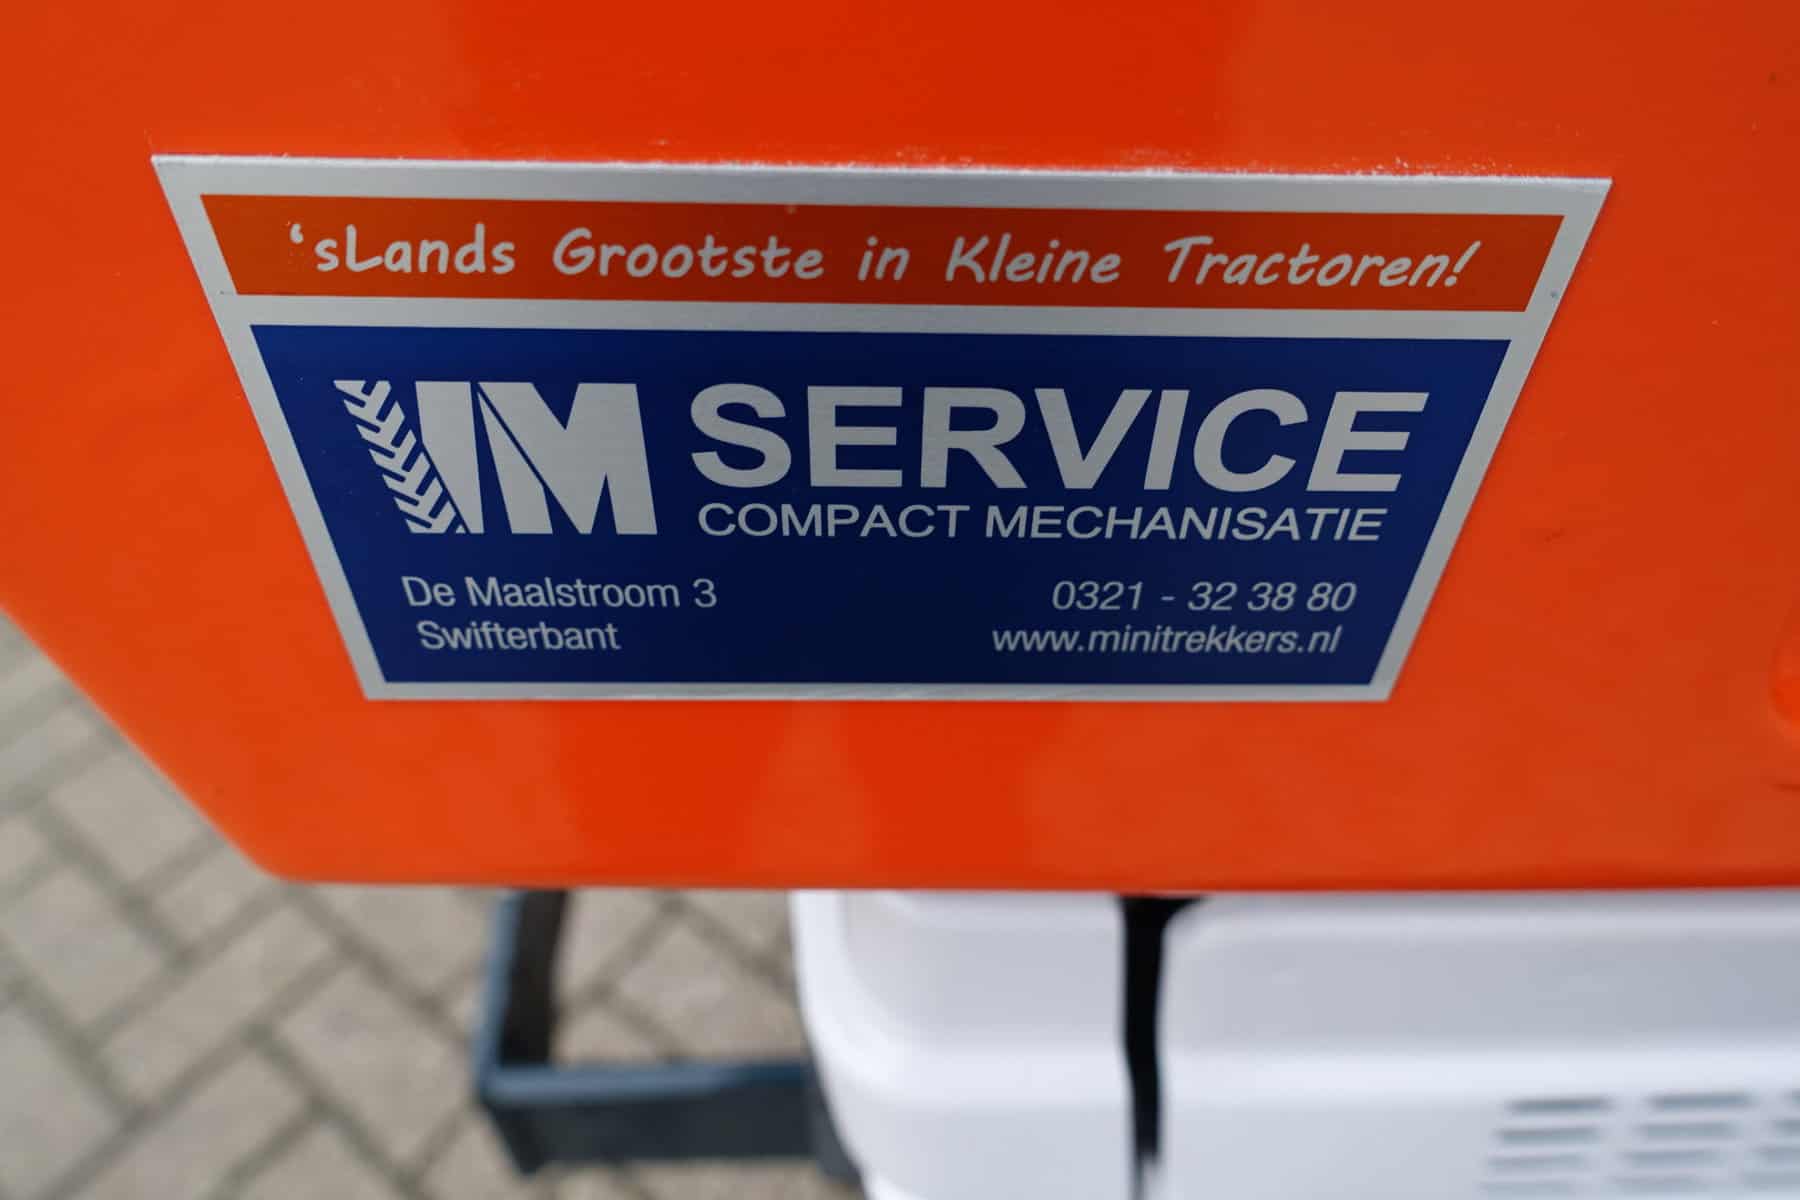 ‘sLands Grootste in Kleine Tractoren!
IM SERVICE
COMPACT MECHANISATIE
De Maalstroom 3
Swifterbant
0321 - 32 38 80
www.minitrekkers.nl